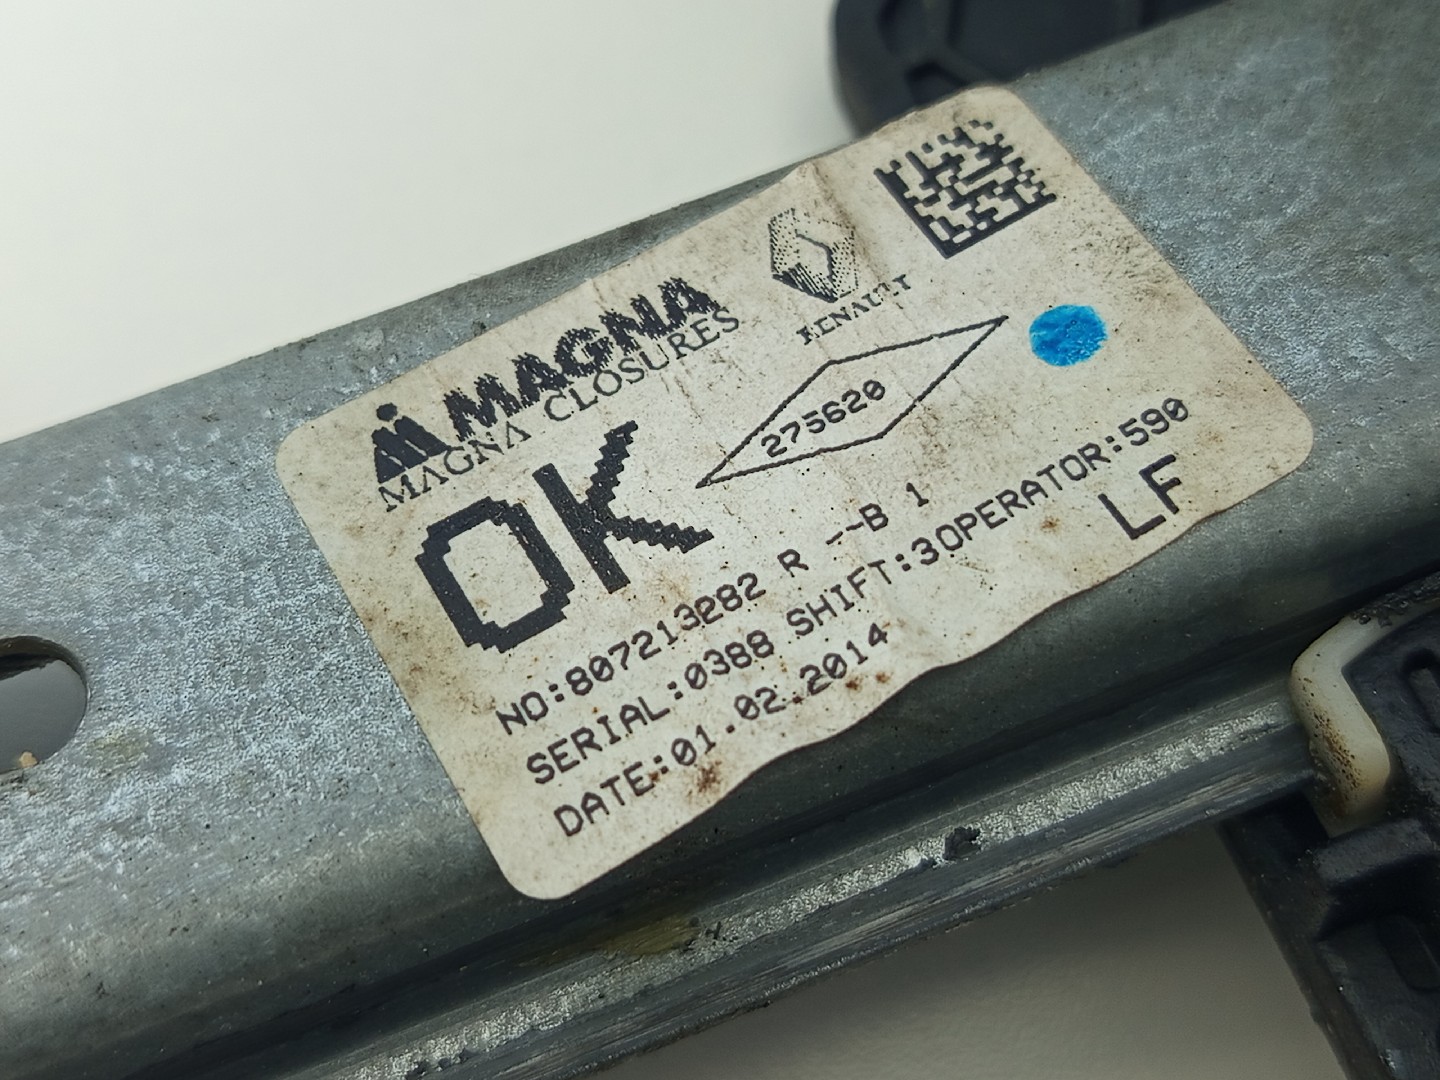 MAGNA
MAGNA CLOSURES
RENAULT
OK
275620
NO:807213282 R --B 1
SERIAL:0388 SHIFT:3OPERATOR:590
DATE:01.02.2014
LF